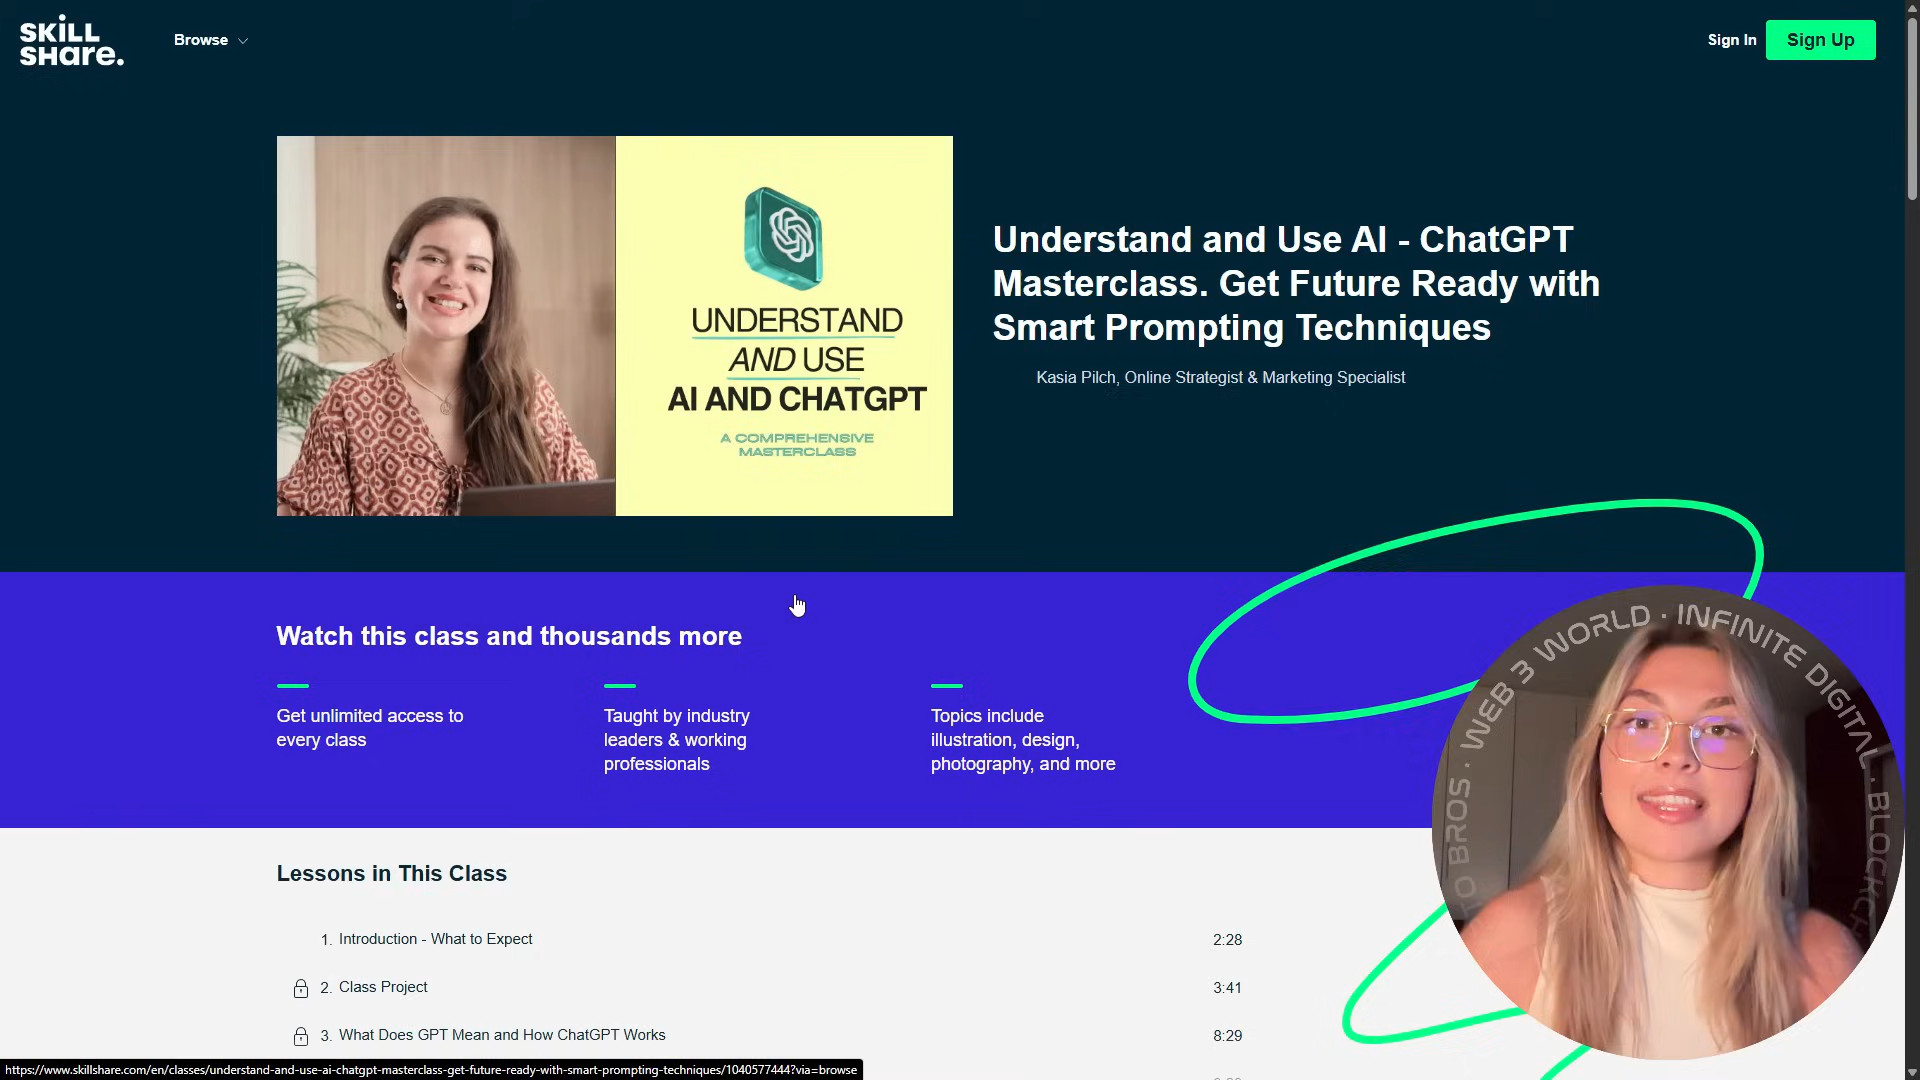 SKILL
SHARE.
Browse
Sign In
Sign Up
UNDERSTAND
AND USE
AI AND CHATGPT
A COMPREHENSIVE
MASTERCLASS
Understand and Use AI - ChatGPT
Masterclass. Get Future Ready with
Smart Prompting Techniques
Kasia Pilch, Online Strategist & Marketing Specialist
Watch this class and thousands more
Get unlimited access to
every class
Taught by industry
leaders & working
professionals
Topics include
illustration, design,
photography, and more
BROS. · WEB 3 WORLD · INFINITE DIGITAL · BLOCKCH
Lessons in This Class
1. Introduction - What to Expect 2:28
2. Class Project 3:41
3. What Does GPT Mean and How ChatGPT Works 8:29
https://www.skillshare.com/en/classes/understand-and-use-ai-chatgpt-masterclass-get-future-ready-with-smart-prompting-techniques/1040577444?via=browse